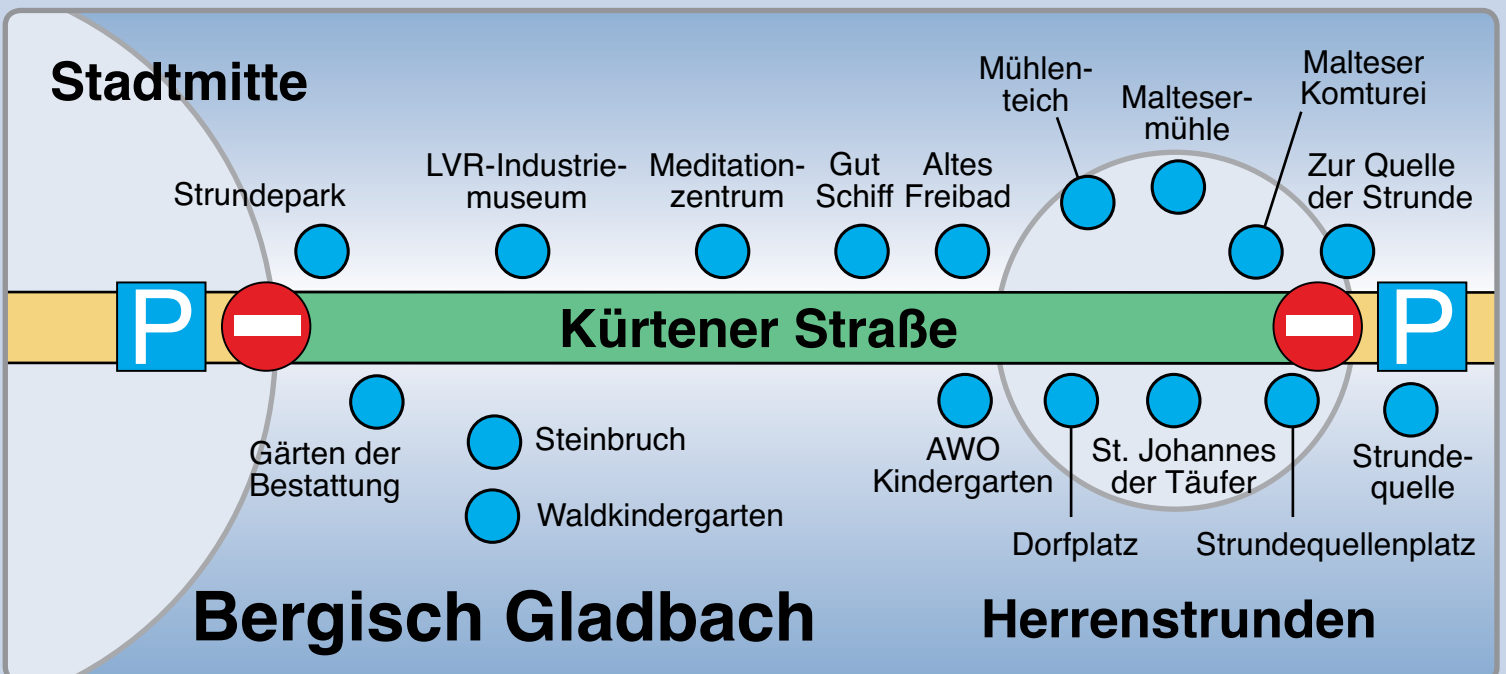 Stadtmitte
Strundepark
LVR-Industrie-
museum
Meditation-
zentrum
Gut
Schiff
Altes
Freibad
Mühlen-
teich
Malteser-
mühle
Malteser
Komturei
Zur Quelle
der Strunde
P
Kürtener Straße
P
Gärten der
Bestattung
Steinbruch
Waldkindergarten
AWO
Kindergarten
Dorfplatz
St. Johannes
der Täufer
Strundequellenplatz
Strunde-
quelle
Bergisch Gladbach
Herrenstrunden